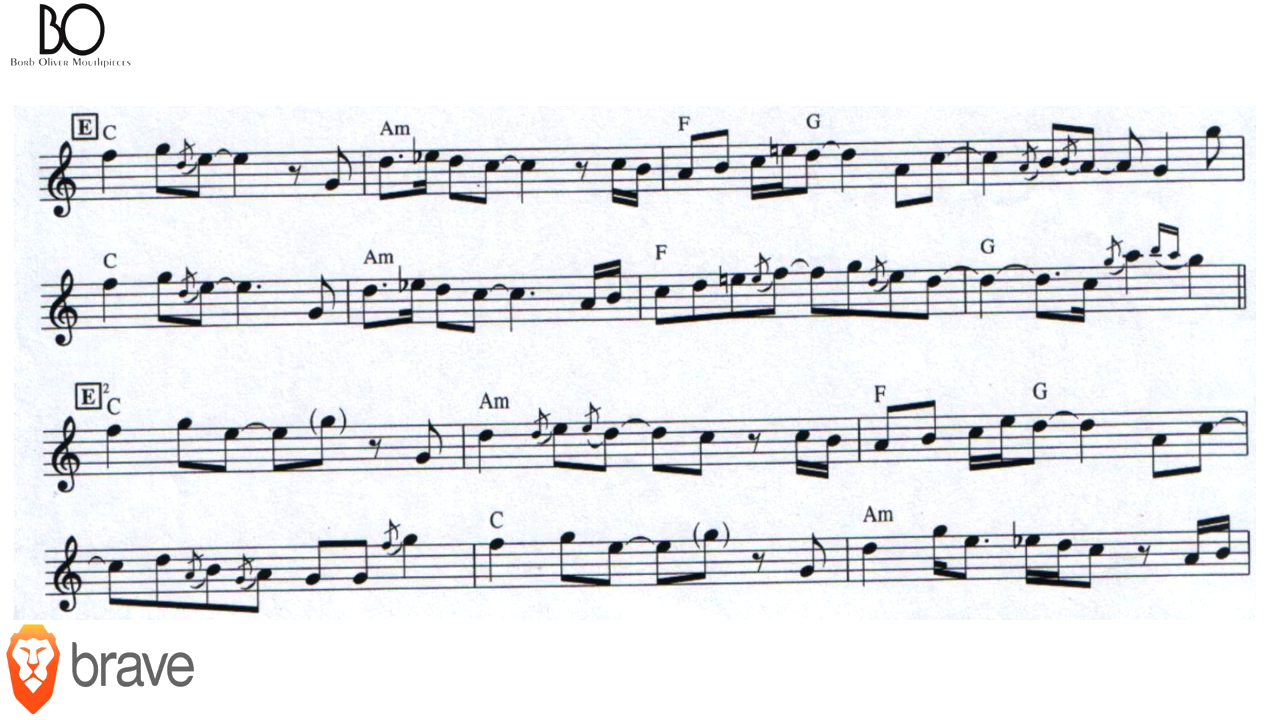 BO
Borb Oliver Mouthpieces
E C Am F G
C Am F G
E² C Am F G
C Am
brave